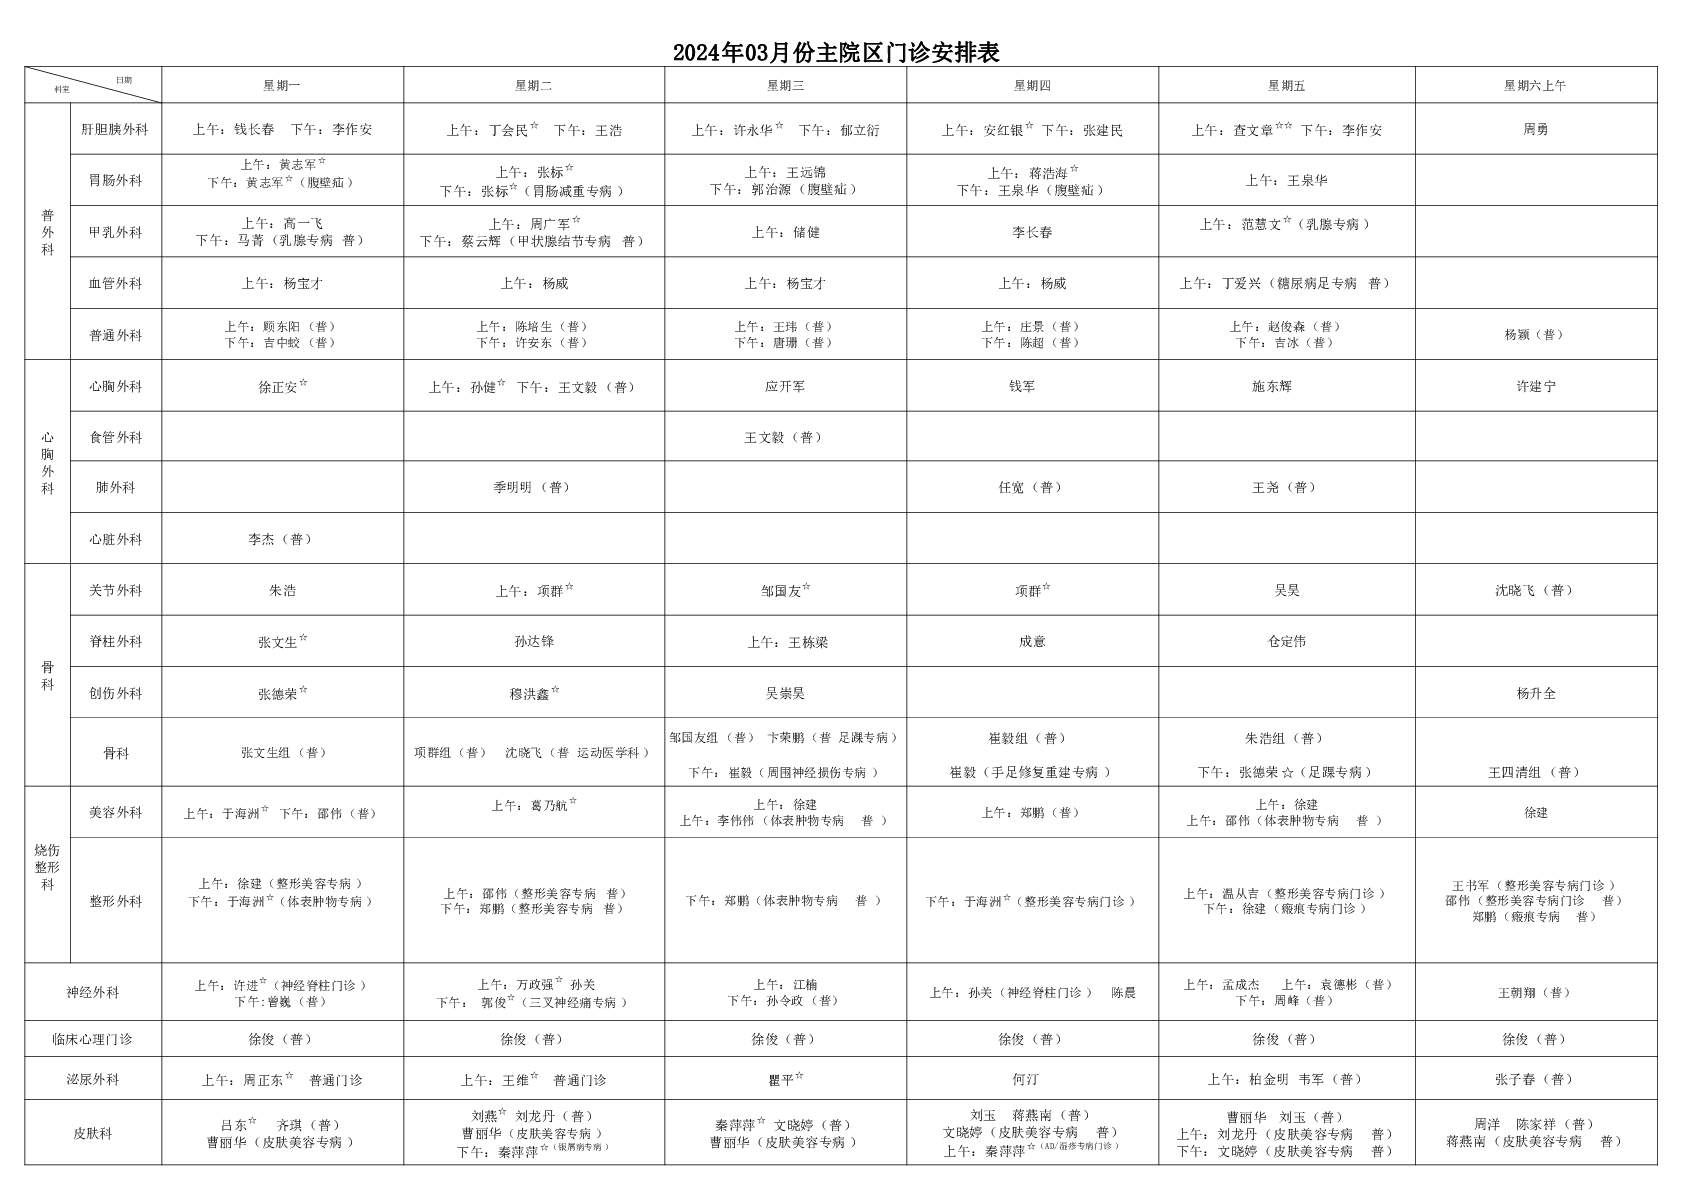 2024年03月份主院区门诊安排表
日期
科室
星期一 星期二 星期三 星期四 星期五 星期六上午
普外科
肝胆胰外科 上午：钱长春 下午：李作安 上午：丁会民☆ 下午：王浩 上午：许永华☆ 下午：郁立衍 上午：安红银☆ 下午：张建民 上午：查文章☆☆ 下午：李作安 周勇
胃肠外科
上午：黄志军☆
下午：黄志军☆（腹壁疝）
上午：张标☆
下午：张标☆（胃肠减重专病）
上午：王远锦
下午：郭治源（腹壁疝）
上午：蒋浩海☆
下午：王泉华（腹壁疝）
上午：王泉华
甲乳外科
上午：高一飞
下午：马菁（乳腺专病 普）
上午：周广军☆
下午：蔡云辉（甲状腺结节专病 普）
上午：储健
李长春
上午：范慧文☆（乳腺专病）
血管外科 上午：杨宝才 上午：杨威 上午：杨宝才 上午：杨威 上午：丁爱兴（糖尿病足专病 普）
普通外科
上午：顾东阳（普）
下午：吉中蛟（普）
上午：陈培生（普）
下午：许安东（普）
上午：王玮（普）
下午：唐珊（普）
上午：庄景（普）
下午：陈超（普）
上午：赵俊森（普）
下午：吉冰（普）
杨颖（普）
心胸外科
心胸外科 徐正安☆ 上午：孙健☆ 下午：王文毅（普） 应开军 钱军 施东辉 许建宁
食管外科 王文毅（普）
肺外科 季明明（普） 任宽（普） 王尧（普）
心脏外科 李杰（普）
骨科
关节外科 朱浩 上午：项群☆ 邹国友☆ 项群☆ 吴昊 沈晓飞（普）
脊柱外科 张文生☆ 孙达锋 上午：王栋梁 成意 仓定伟
创伤外科 张德荣☆ 穆洪鑫☆ 吴崇昊 杨升全
骨科
张文生组（普）
项群组（普） 沈晓飞（普 运动医学科）
邹国友组（普） 卞荣鹏（普 足踝专病）
下午：崔毅（周围神经损伤专病）
崔毅组（普）
崔毅（手足修复重建专病）
朱浩组（普）
下午：张德荣☆（足踝专病）
王四清组（普）
烧伤整形科
美容外科
上午：于海洲☆ 下午：邵伟（普）
上午：葛乃航☆
上午：徐建
上午：李伟伟（体表肿物专病 普）
上午：郑鹏（普）
上午：徐建
上午：邵伟（体表肿物专病 普）
徐建
整形外科
上午：徐建（整形美容专病）
下午：于海洲☆（体表肿物专病）
上午：邵伟（整形美容专病 普）
下午：郑鹏（整形美容专病 普）
下午：郑鹏（体表肿物专病 普）
下午：于海洲☆（整形美容专病门诊）
上午：温从吉（整形美容专病门诊）
下午：徐建（瘢痕专病门诊）
王书军（整形美容专病门诊）
邵伟（整形美容专病门诊 普）
郑鹏（瘢痕专病 普）
神经外科
上午：许进☆（神经脊柱门诊）
下午:曾巍（普）
上午：万政强☆ 孙关
下午： 郭俊☆（三叉神经痛专病）
上午：江楠
下午：孙令政（普）
上午：孙关（神经脊柱门诊） 陈晨
上午：孟成杰 上午：袁德彬（普）
下午：周峰（普）
王朝翔（普）
临床心理门诊 徐俊（普） 徐俊（普） 徐俊（普） 徐俊（普） 徐俊（普） 徐俊（普）
泌尿外科 上午：周正东☆ 普通门诊 上午：王维☆ 普通门诊 瞿平☆ 何汀 上午：柏金明 韦军（普） 张子春（普）
皮肤科
吕东☆ 齐琪（普）
曹丽华（皮肤美容专病）
刘燕☆ 刘龙丹（普）
曹丽华（皮肤美容专病）
下午：秦萍萍☆（银屑病专病）
秦萍萍☆ 文晓婷（普）
曹丽华（皮肤美容专病）
刘玉 蒋燕南（普）
文晓婷（皮肤美容专病 普）
上午：秦萍萍☆（AD/湿疹专病门诊）
曹丽华 刘玉（普）
上午：刘龙丹（皮肤美容专病 普）
下午：文晓婷（皮肤美容专病 普）
周洋 陈家祥（普）
蒋燕南（皮肤美容专病 普）